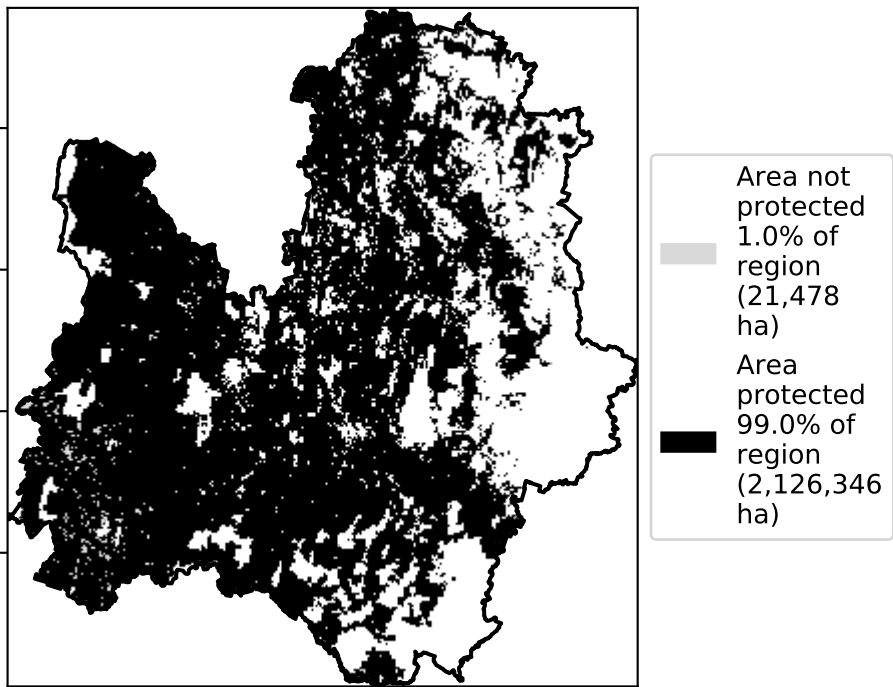 Area not
protected
1.0% of
region
(21,478
ha)
Area
protected
99.0% of
region
(2,126,346
ha)